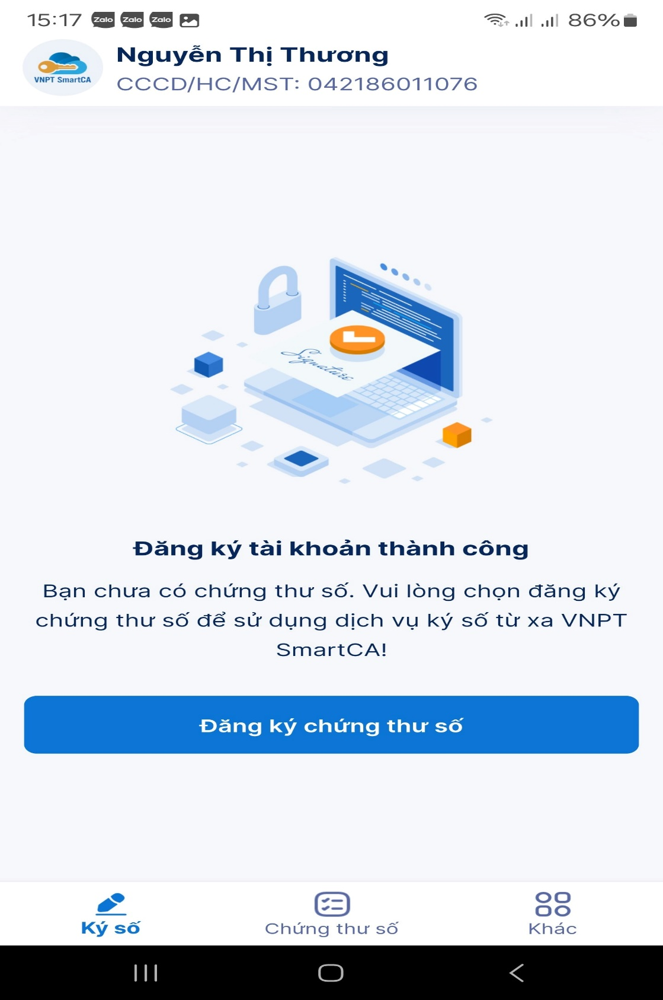 15:17 Zalo Zalo Zalo 86%
VNPT SmartCA
Nguyễn Thị Thương
CCCD/HC/MST: 042186011076
Signature
Đăng ký tài khoản thành công
Bạn chưa có chứng thư số. Vui lòng chọn đăng ký
chứng thư số để sử dụng dịch vụ ký số từ xa VNPT
SmartCA!
Đăng ký chứng thư số
Ký số
Chứng thư số
Khác